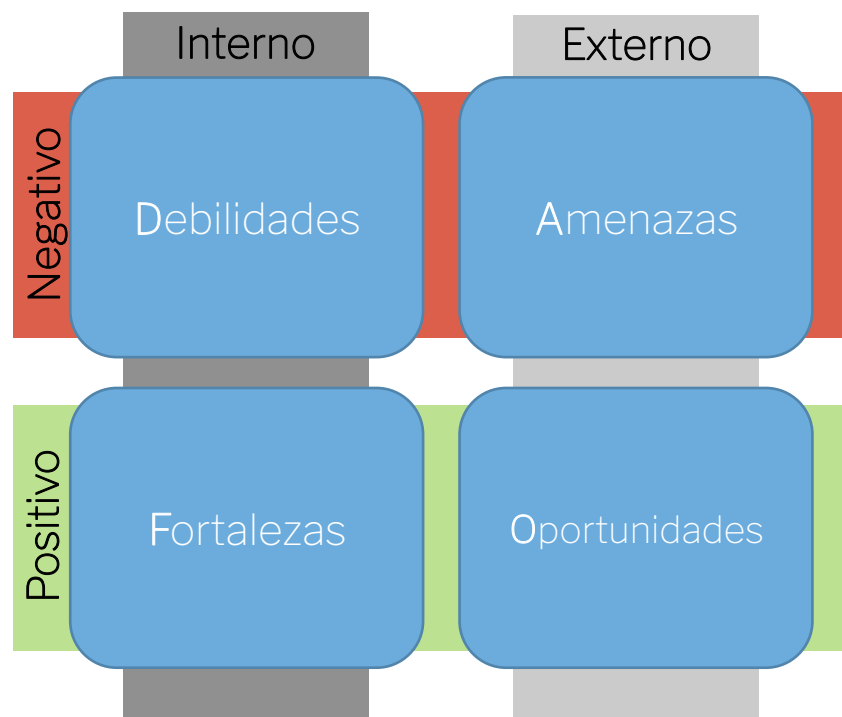 Interno
Externo
Negativo
Debilidades
Amenazas
Positivo
Fortalezas
Oportunidades